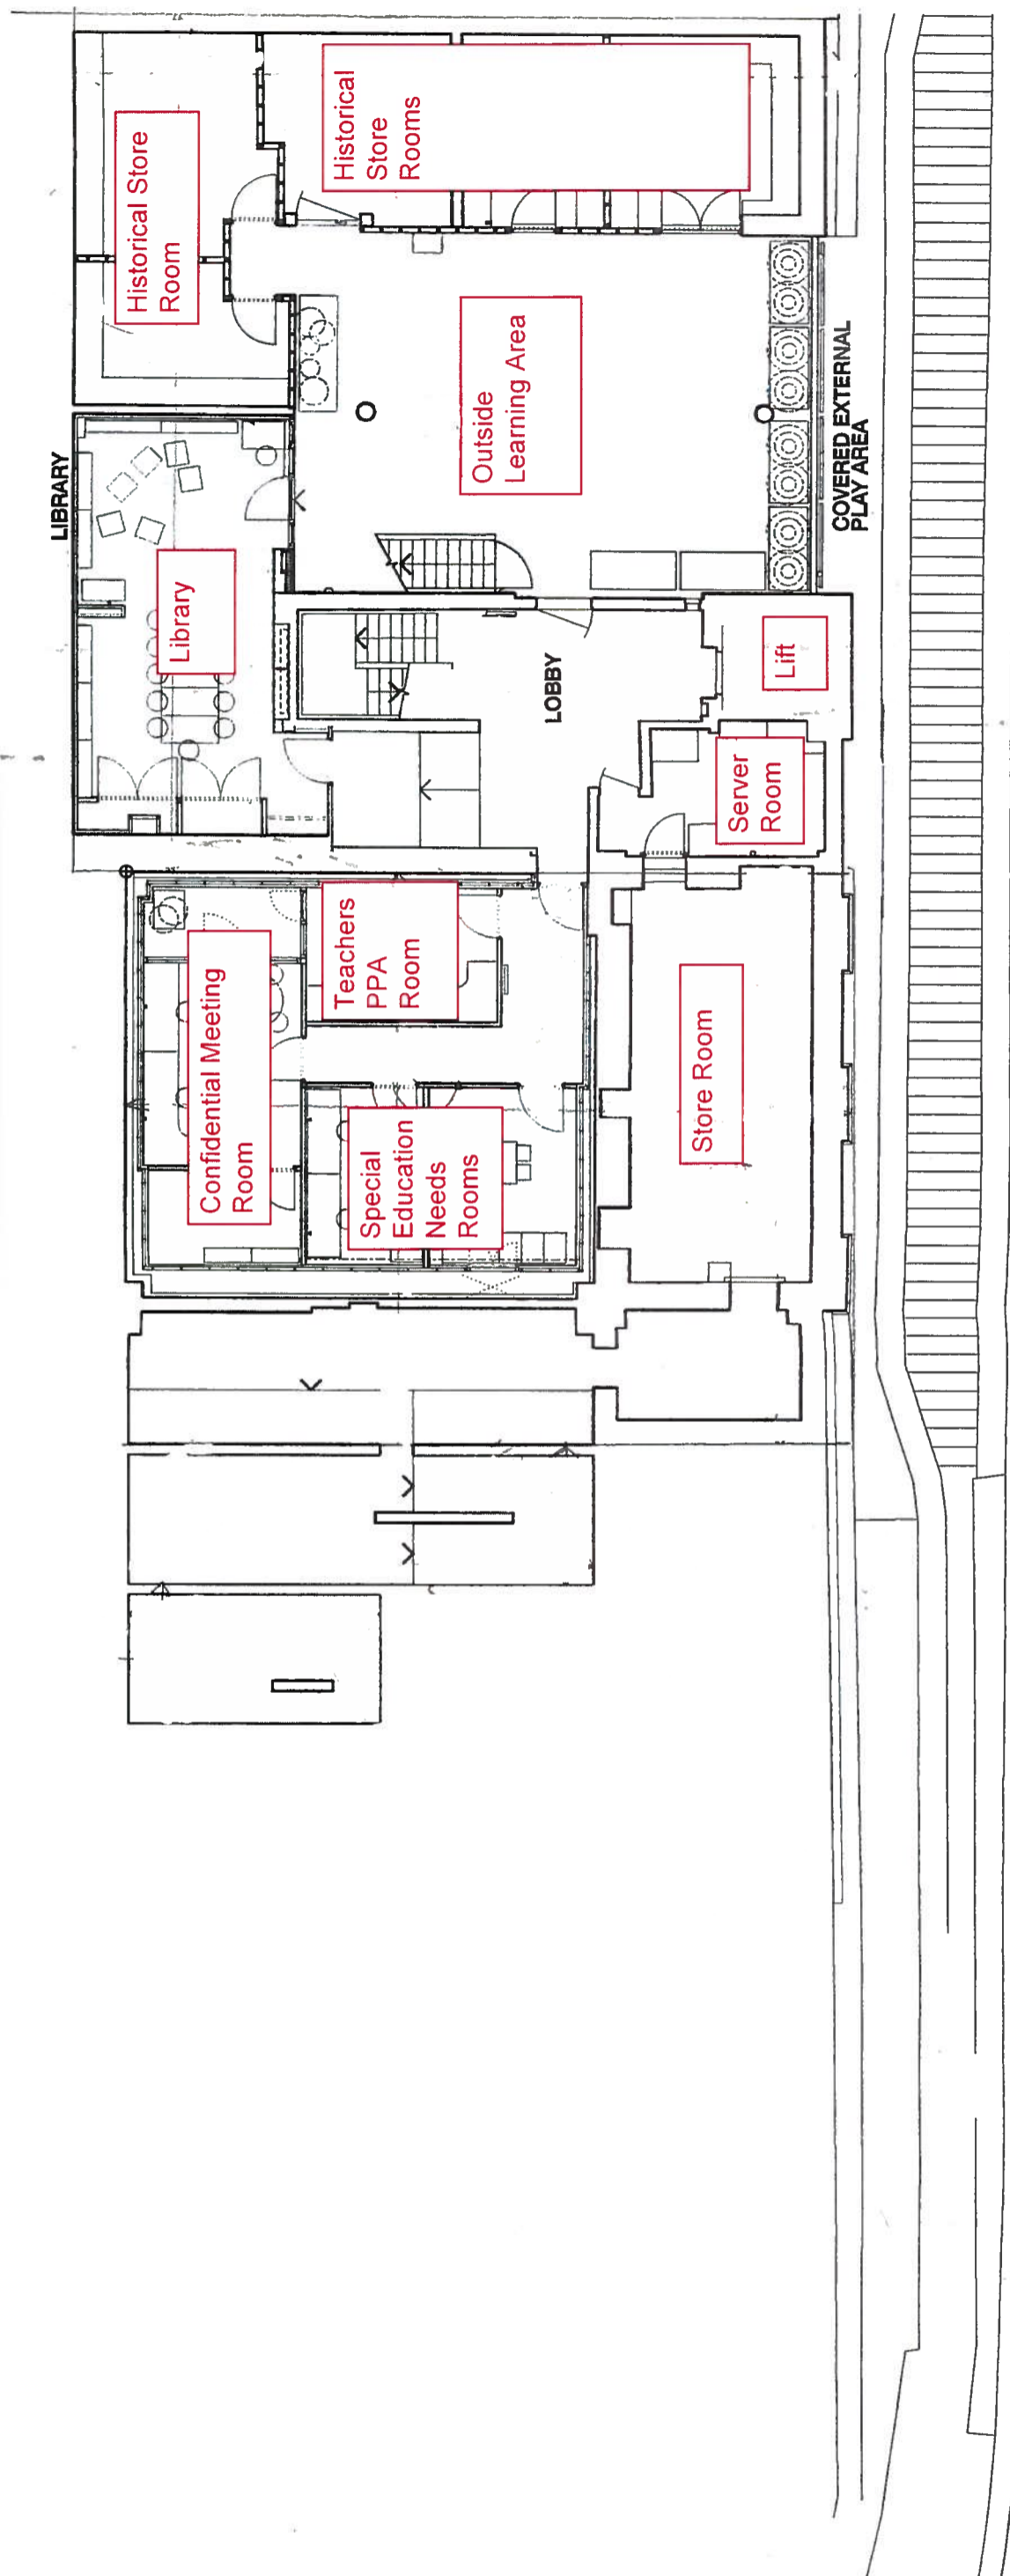 LIBRARY
Historical Store
Room
Historical
Store
Rooms
Library
Outside
Learning Area
COVERED EXTERNAL
PLAY AREA
LOBBY
Lift
Server
Room
Confidential Meeting
Room
Teachers
PPA
Room
Special
Education
Needs
Rooms
Store Room